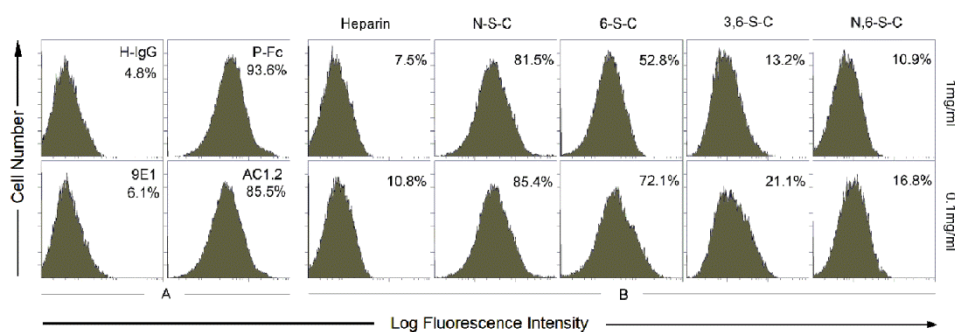 Heparin N-S-C 6-S-C 3,6-S-C N,6-S-C
H-IgG P-Fc
4.8% 93.6% 7.5% 81.5% 52.8% 13.2% 10.9%
1mg/ml
Cell Number
9E1 AC1.2
6.1% 85.5% 10.8% 85.4% 72.1% 21.1% 16.8%
0.1mg/ml
A B
Log Fluorescence Intensity